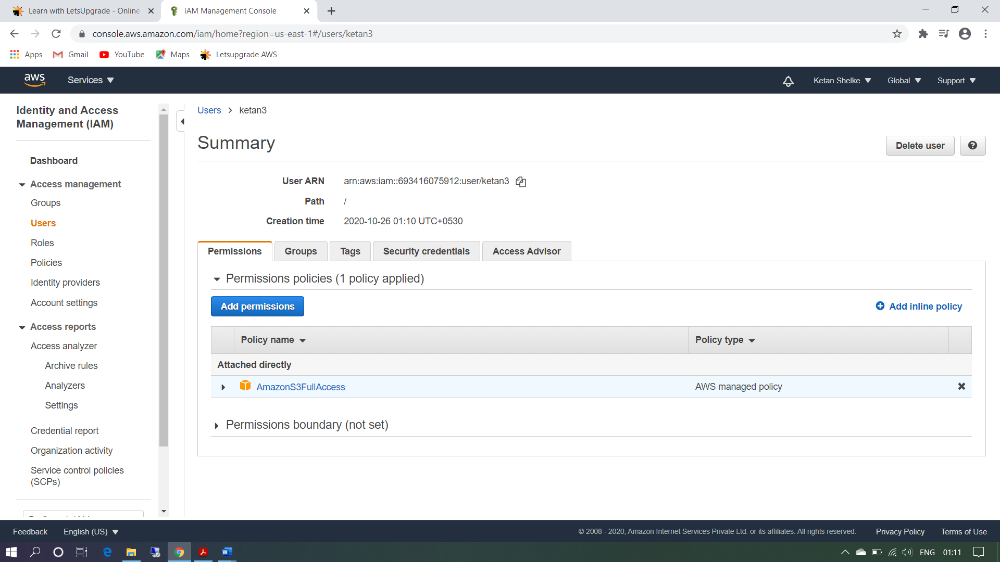 Learn with LetsUpgrade - Online
IAM Management Console
console.aws.amazon.com/iam/home?region=us-east-1#/users/ketan3
Apps
Gmail
YouTube
Maps
Letsupgrade AWS
aws
Services
Ketan Shelke
Global
Support
Identity and Access
Management (IAM)
Dashboard
Access management
Groups
Users
Roles
Policies
Identity providers
Account settings
Access reports
Access analyzer
Archive rules
Analyzers
Settings
Credential report
Organization activity
Service control policies
(SCPs)
Users > ketan3
Summary
Delete user
User ARN arn:aws:iam::693416075912:user/ketan3
Path /
Creation time 2020-10-26 01:10 UTC+0530
Permissions
Groups
Tags
Security credentials
Access Advisor
Permissions policies (1 policy applied)
Add permissions
Add inline policy
Policy name
Policy type
Attached directly
AmazonS3FullAccess
AWS managed policy
Permissions boundary (not set)
Feedback
English (US)
© 2008 - 2020, Amazon Internet Services Private Ltd. or its affiliates. All rights reserved.
Privacy Policy
Terms of Use
ENG
01:11